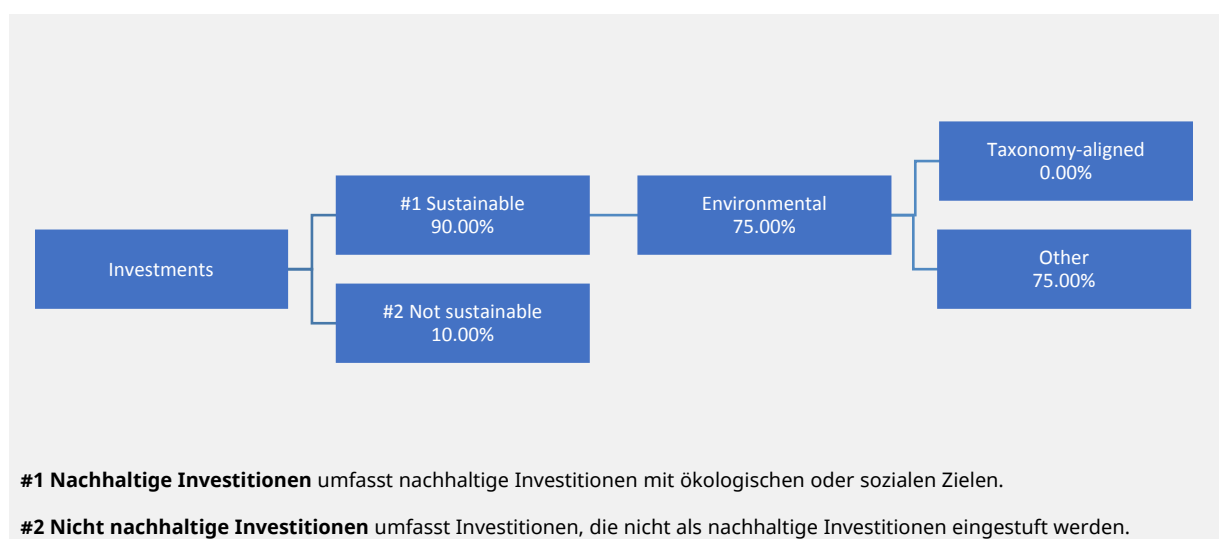 Investments
#1 Sustainable
90.00%
#2 Not sustainable
10.00%
Environmental
75.00%
Taxonomy-aligned
0.00%
Other
75.00%
#1 Nachhaltige Investitionen umfasst nachhaltige Investitionen mit ökologischen oder sozialen Zielen.
#2 Nicht nachhaltige Investitionen umfasst Investitionen, die nicht als nachhaltige Investitionen eingestuft werden.